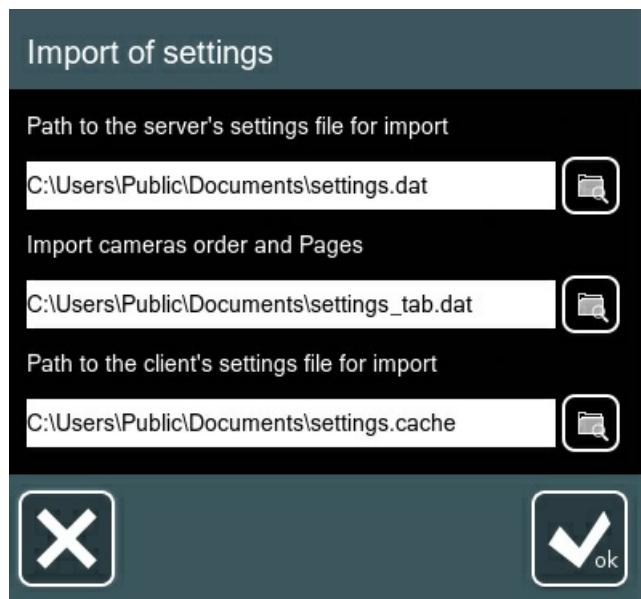 Import of settings
Path to the server's settings file for import
C:\Users\Public\Documents\settings.dat
Import cameras order and Pages
C:\Users\Public\Documents\settings_tab.dat
Path to the client's settings file for import
C:\Users\Public\Documents\settings.cache
ok